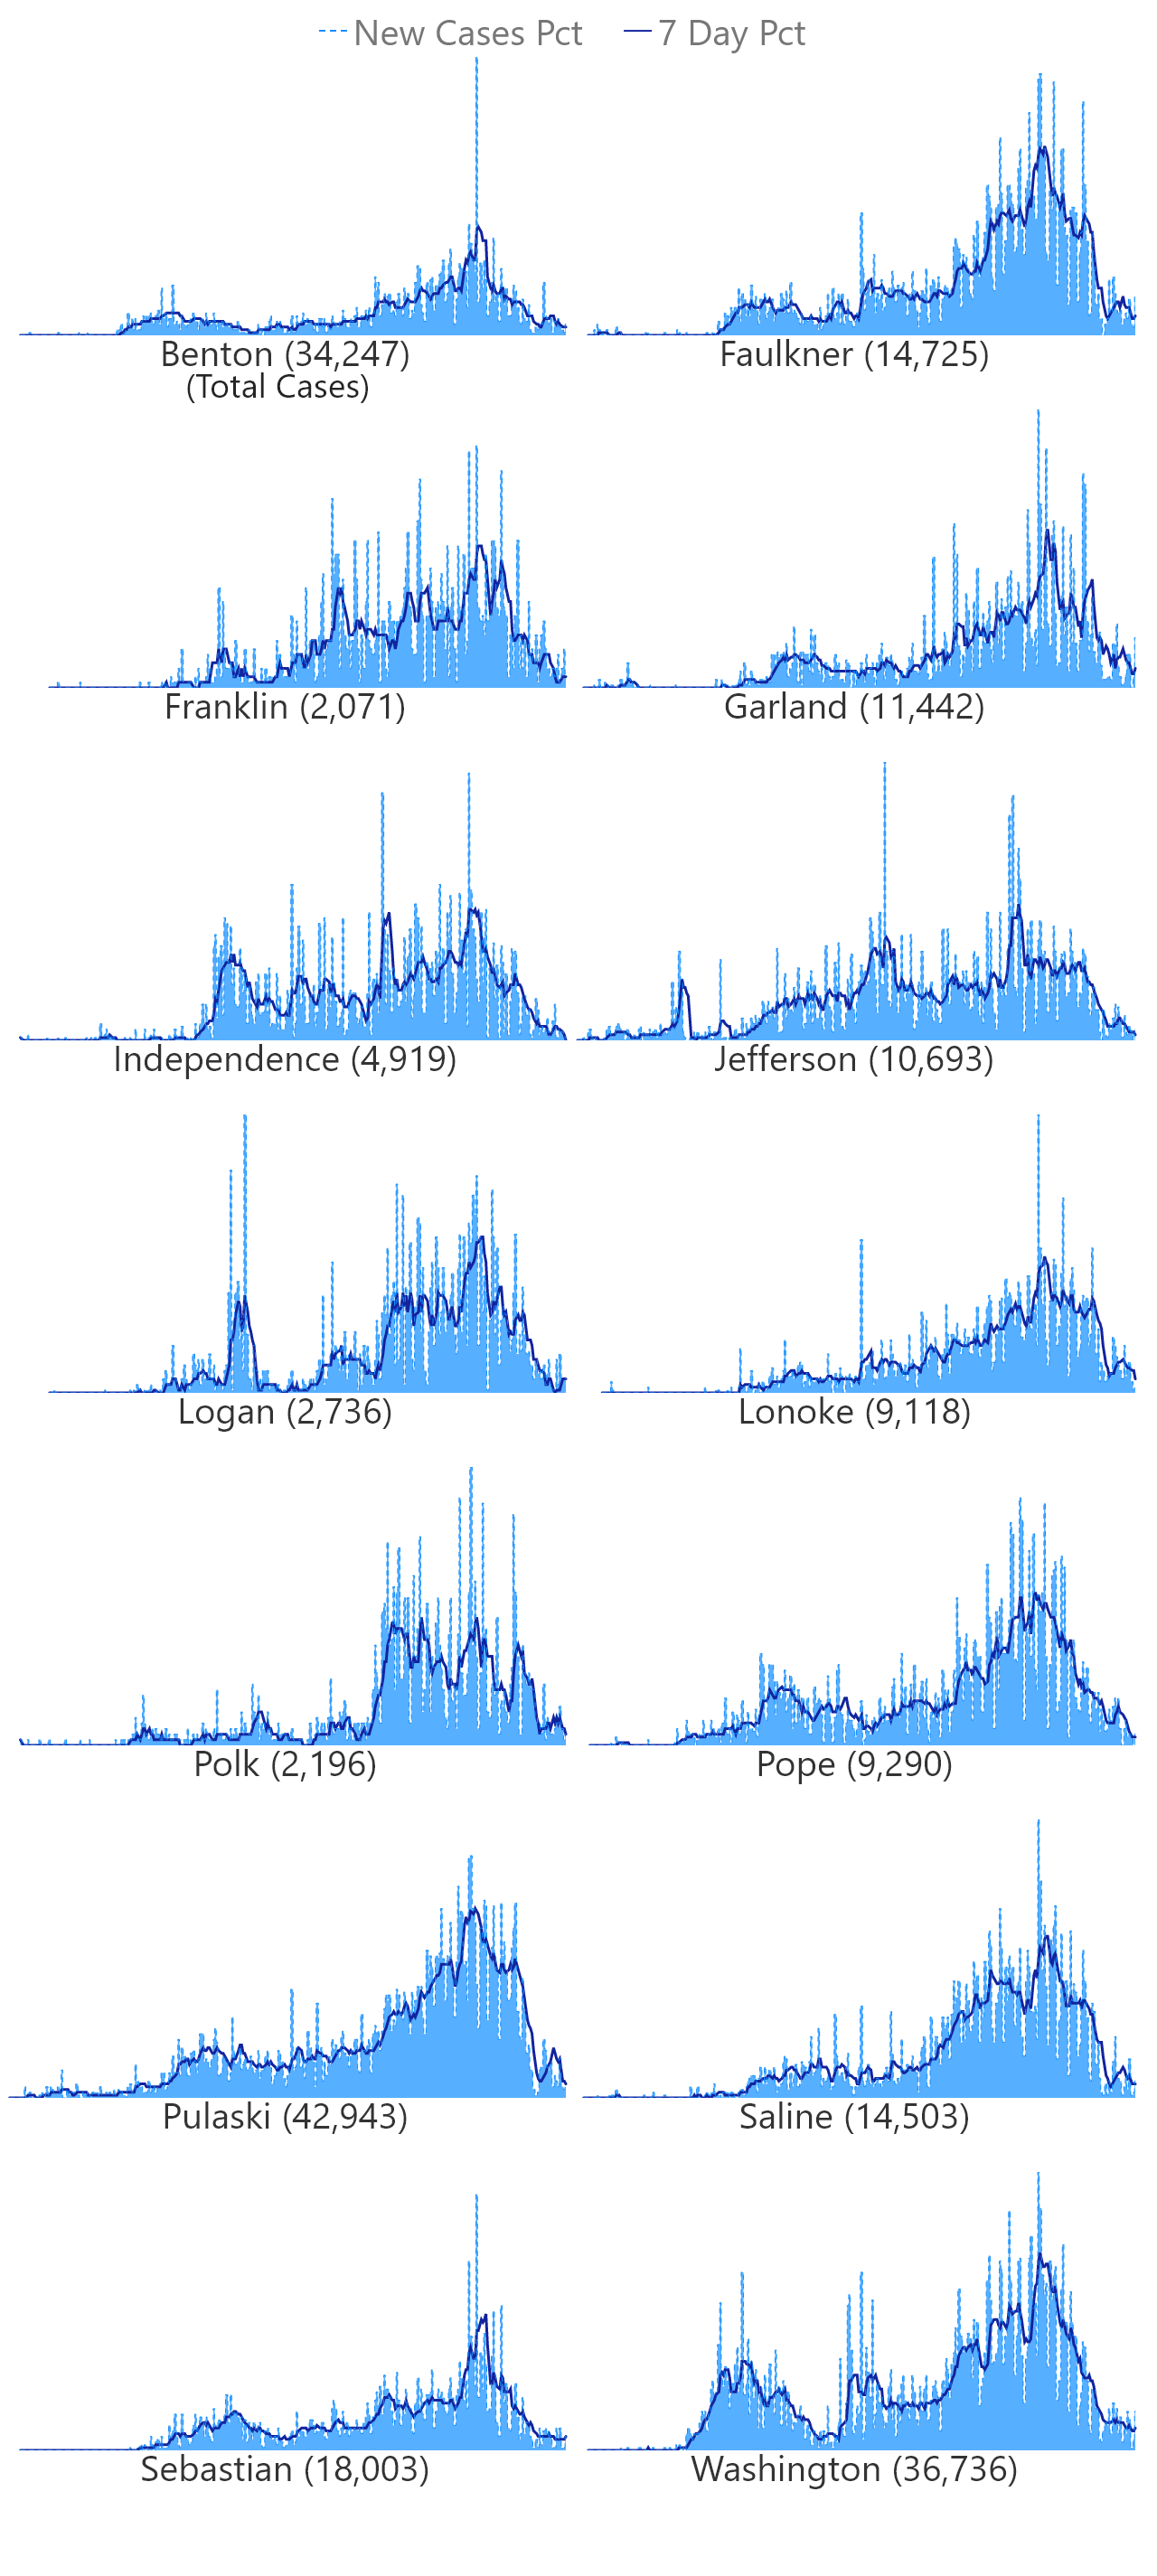 New Cases Pct 7 Day Pct
Benton (34,247) Faulkner (14,725)
(Total Cases)
Franklin (2,071) Garland (11,442)
Independence (4,919) Jefferson (10,693)
Logan (2,736) Lonoke (9,118)
Polk (2,196) Pope (9,290)
Pulaski (42,943) Saline (14,503)
Sebastian (18,003) Washington (36,736)